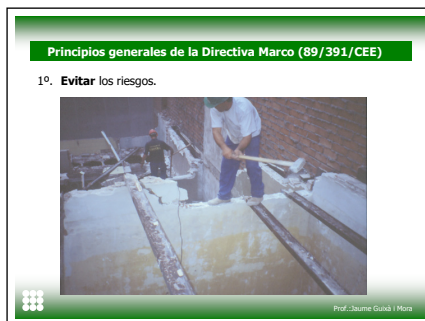 Principios generales de la Directiva Marco (89/391/CEE)
1º. Evitar los riesgos.
Prof.:Jaume Guixà i Mora